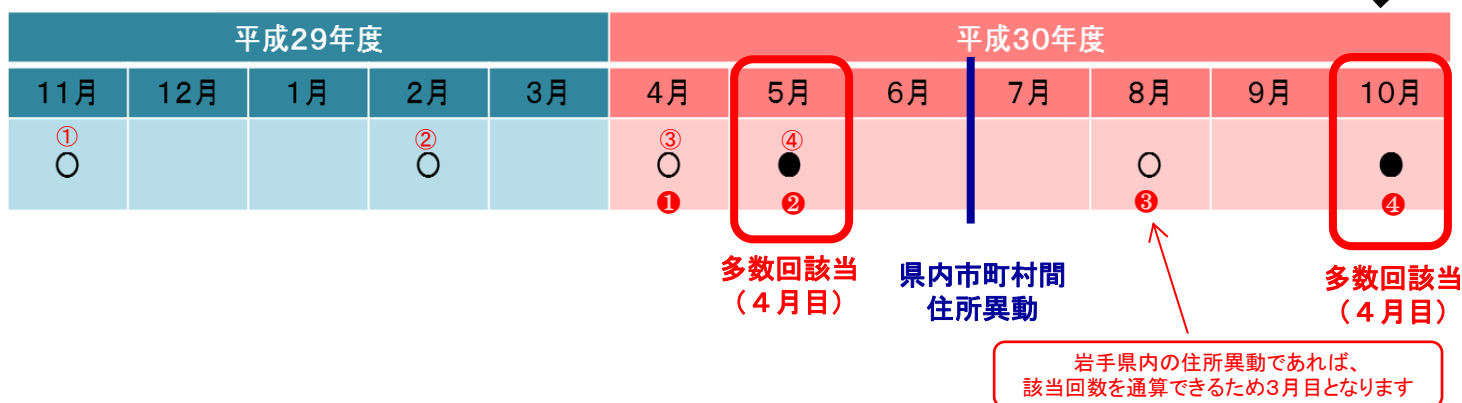 平成29年度 平成30年度
11月 12月 1月 2月 3月 4月 5月 6月 7月 8月 9月 10月
① ② ③ ④
○ ○ ○ ● ○ ●
❶ ❷ ❸ ❹
多数回該当
(4月目)
県内市町村間
住所異動
多数回該当
(4月目)
岩手県内の住所異動であれば、
該当回数を通算できるため3月目となります